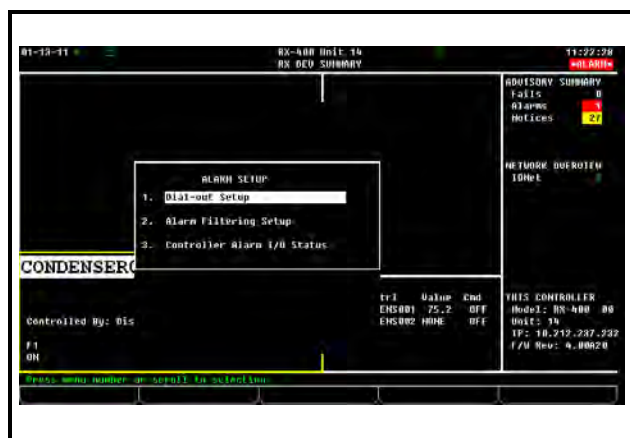 01-13-11
RX-400 Unit 14
11:22:28
RX DEV SUMMARY
*ALARM*
ADVISORY SUMMARY
Fails 0
Alarms 1
Notices 27
NETWORK OVERVIEW
IONet
ALARM SETUP
1. Dial-out Setup
2. Alarm Filtering Setup
3. Controller Alarm I/O Status
CONDENSERC
trl Value Cmd
ENS001 75.2 OFF
ENS002 NONE OFF
Controlled By: Dis
F1
ON
THIS CONTROLLER
Model: RX-400 00
Unit: 14
IP: 10.212.237.232
F/W Rev: 4.00A20
Press menu number or scroll to selection